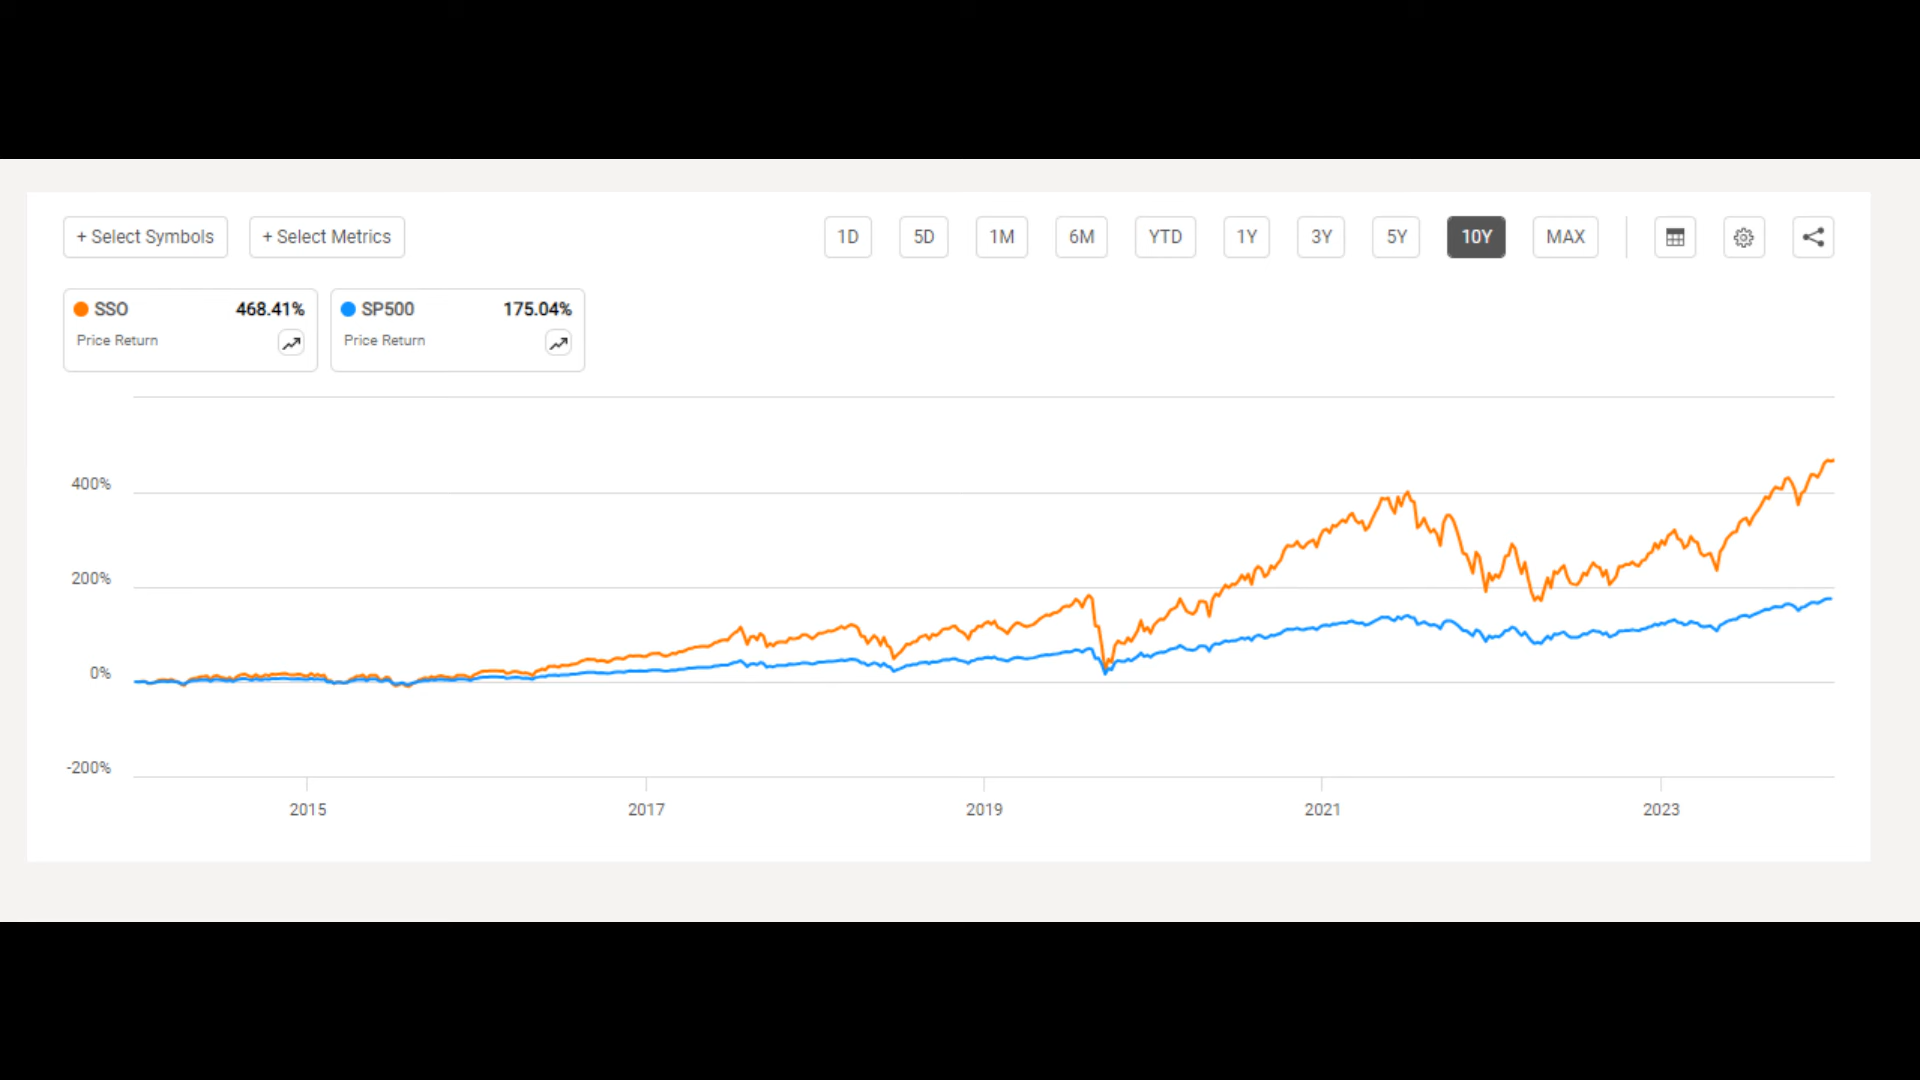 + Select Symbols + Select Metrics 1D 5D 1M 6M YTD 1Y 3Y 5Y 10Y MAX
SSO 468.41% SP500 175.04%
Price Return Price Return
400%
200%
0%
-200%
2015 2017 2019 2021 2023